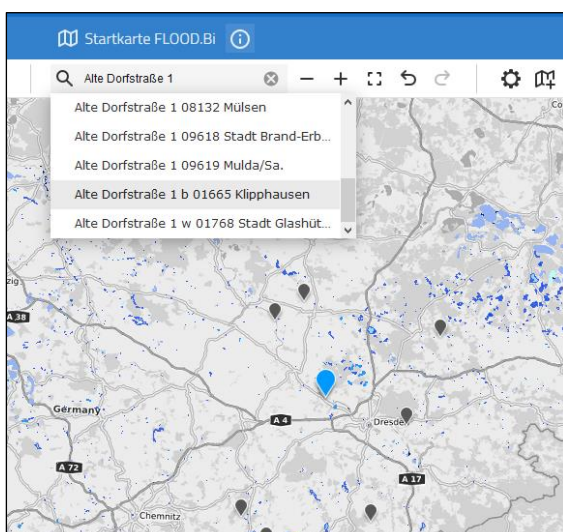 Startkarte FLOOD.Bi
Alte Dorfstraße 1
Alte Dorfstraße 1 08132 Mülsen
Alte Dorfstraße 1 09618 Stadt Brand-Erb...
Alte Dorfstraße 1 09619 Mulda/Sa.
Alte Dorfstraße 1 b 01665 Klipphausen
Alte Dorfstraße 1 w 01768 Stadt Glashüt...
Co
zig
A 38
Germany
A 4
Dresde
A 72
A 17
Chemnitz